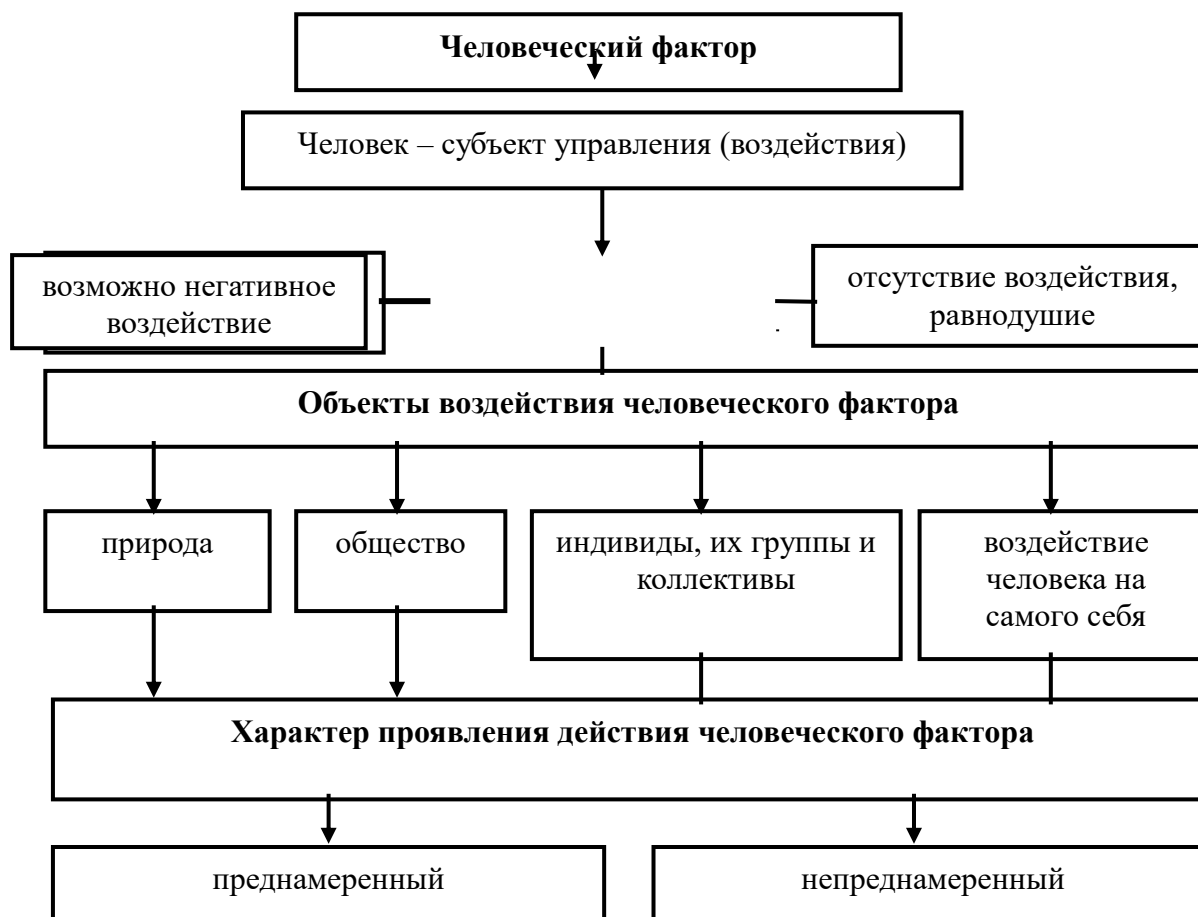 Человеческий фактор
Человек – субъект управления (воздействия)
возможно негативное
воздействие
отсутствие воздействия,
равнодушие
Объекты воздействия человеческого фактора
природа
общество
индивиды, их группы и
коллективы
воздействие
человека на
самого себя
Характер проявления действия человеческого фактора
преднамеренный
непреднамеренный